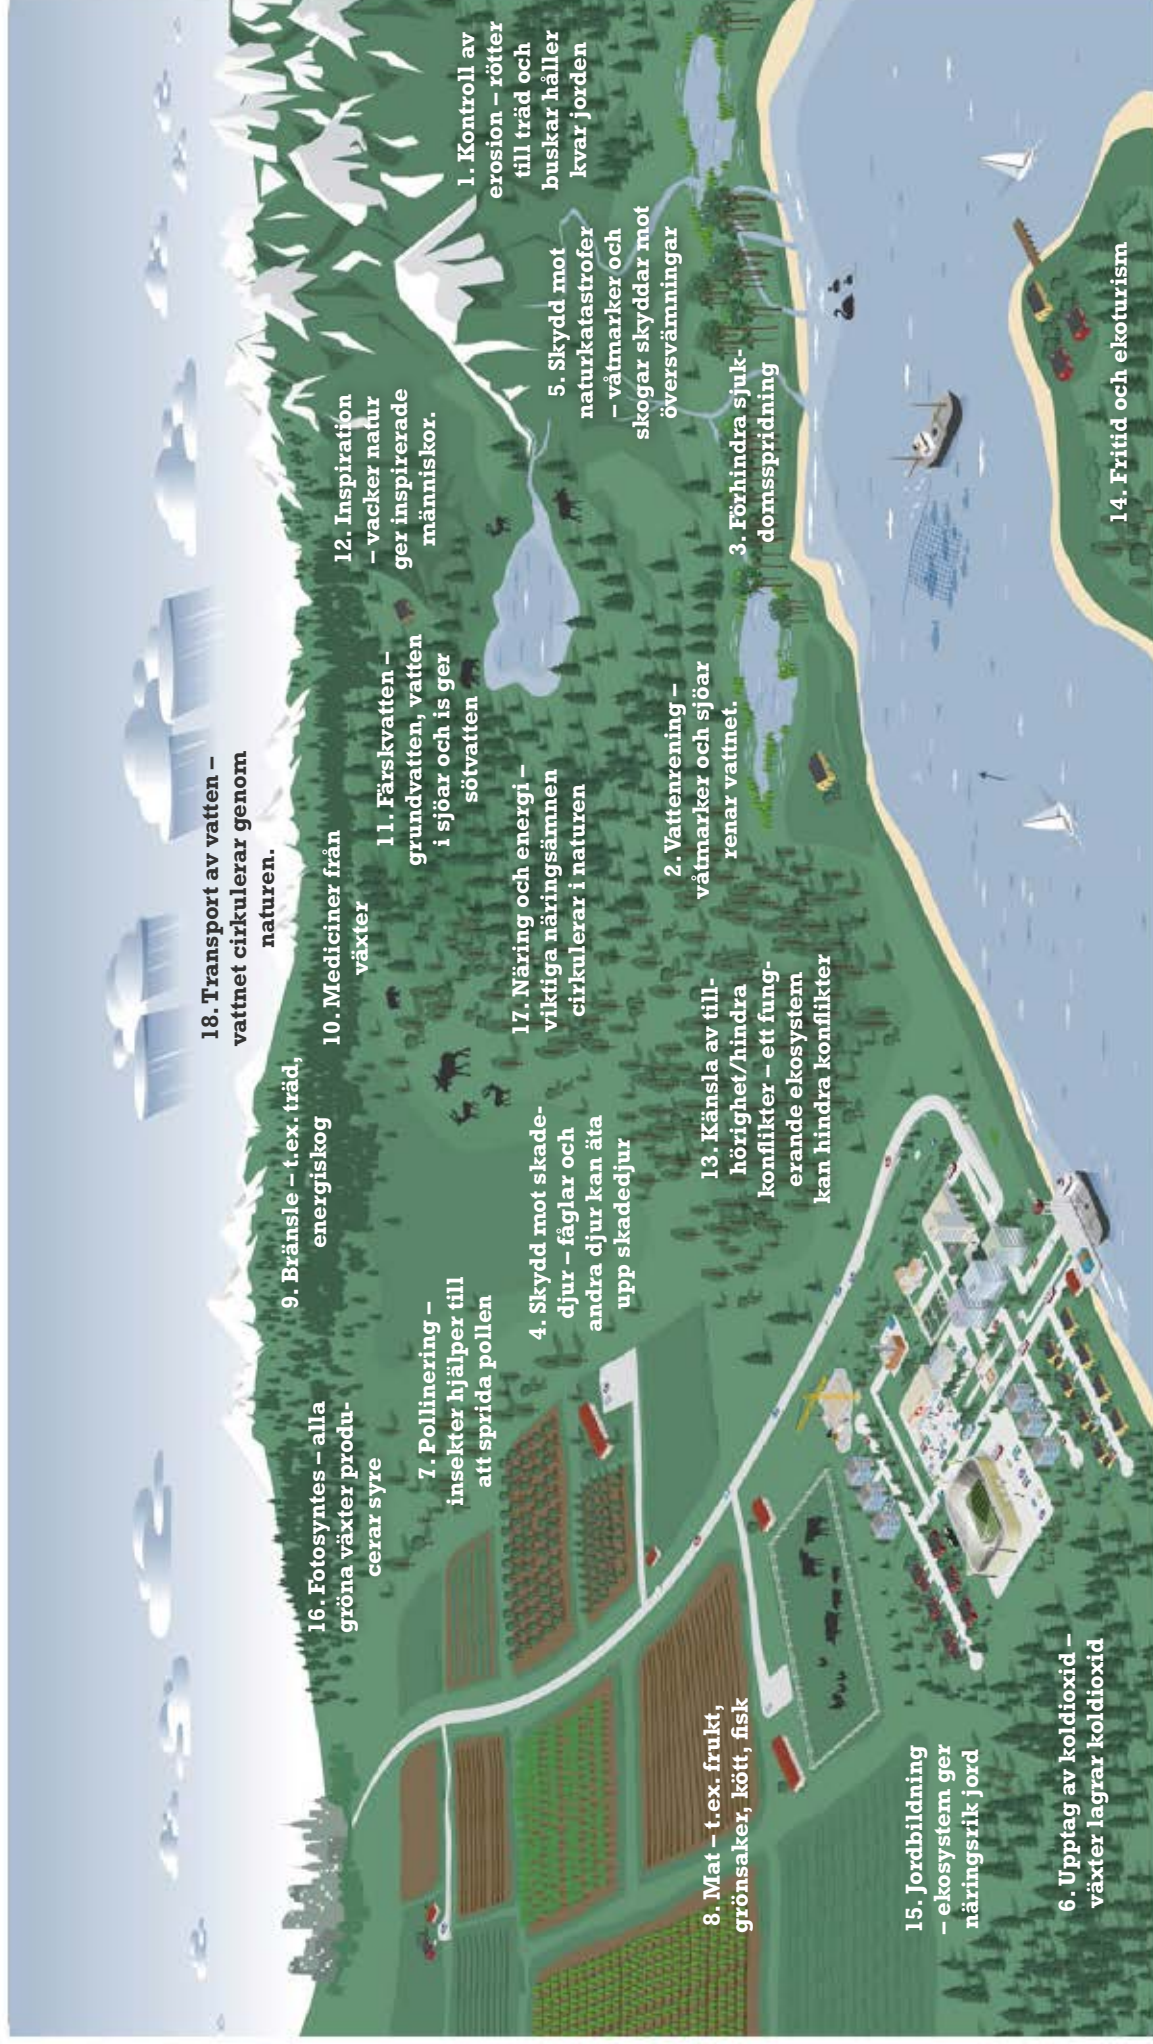 18. Transport av vatten –
vattnet cirkulerar genom
naturen.
16. Fotosyntes – alla
gröna växter produ-
cerar syre
9. Bränsle – t.ex. träd,
energiskog
10. Mediciner från
växter
12. Inspiration
– vacker natur
ger inspirerade
människor.
11. Färskvatten –
grundvatten, vatten
i sjöar och is ger
sötvatten
1. Kontroll av
erosion – rötter
till träd och
buskar håller
kvar jorden
7. Pollinering –
insekter hjälper till
att sprida pollen
4. Skydd mot skade-
djur – fåglar och
andra djur kan äta
upp skadedjur
17. Näring och energi –
viktiga näringsämnen
cirkulerar i naturen
5. Skydd mot
naturkatastrofer
– våtmarker och
skogar skyddar mot
översvämningar
8. Mat – t.ex. frukt,
grönsaker, kött, fisk
13. Känsla av till-
hörighet/hindra
konflikter – ett fung-
erande ekosystem
kan hindra konflikter
2. Vattenrening –
våtmarker och sjöar
renar vattnet.
3. Förhindra sjuk-
domsspridning
15. Jordbildning
– ekosystem ger
näringsrik jord
6. Upptag av koldioxid –
växter lagrar koldioxid
14. Fritid och ekoturism